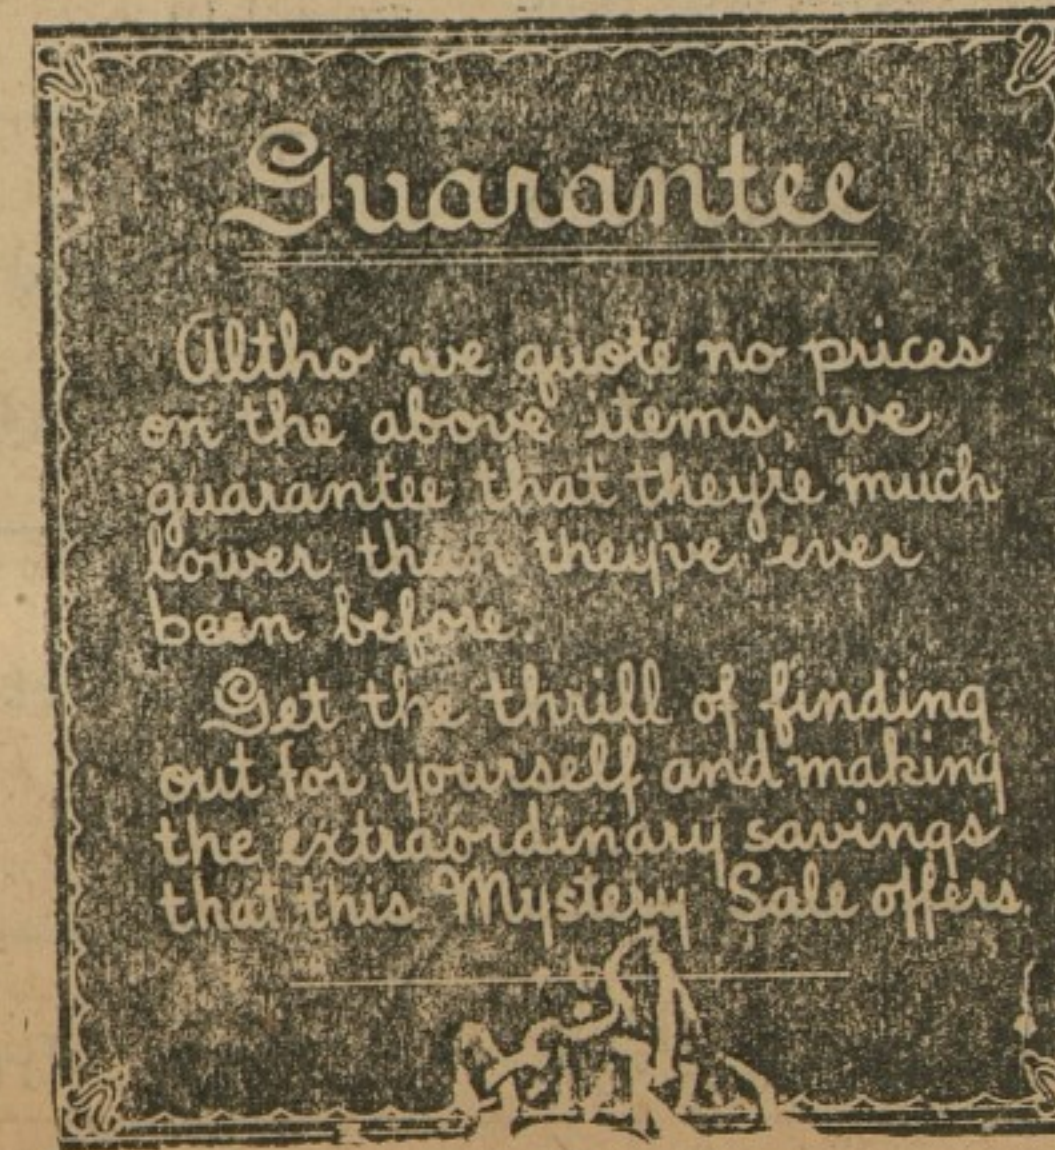 Guarantee
Altho we quote no prices
on the above items, we
guarantee that they're much
lower than they've ever
been before.
Get the thrill of finding
out for yourself and making
the extraordinary savings
that this Mystery Sale offers.